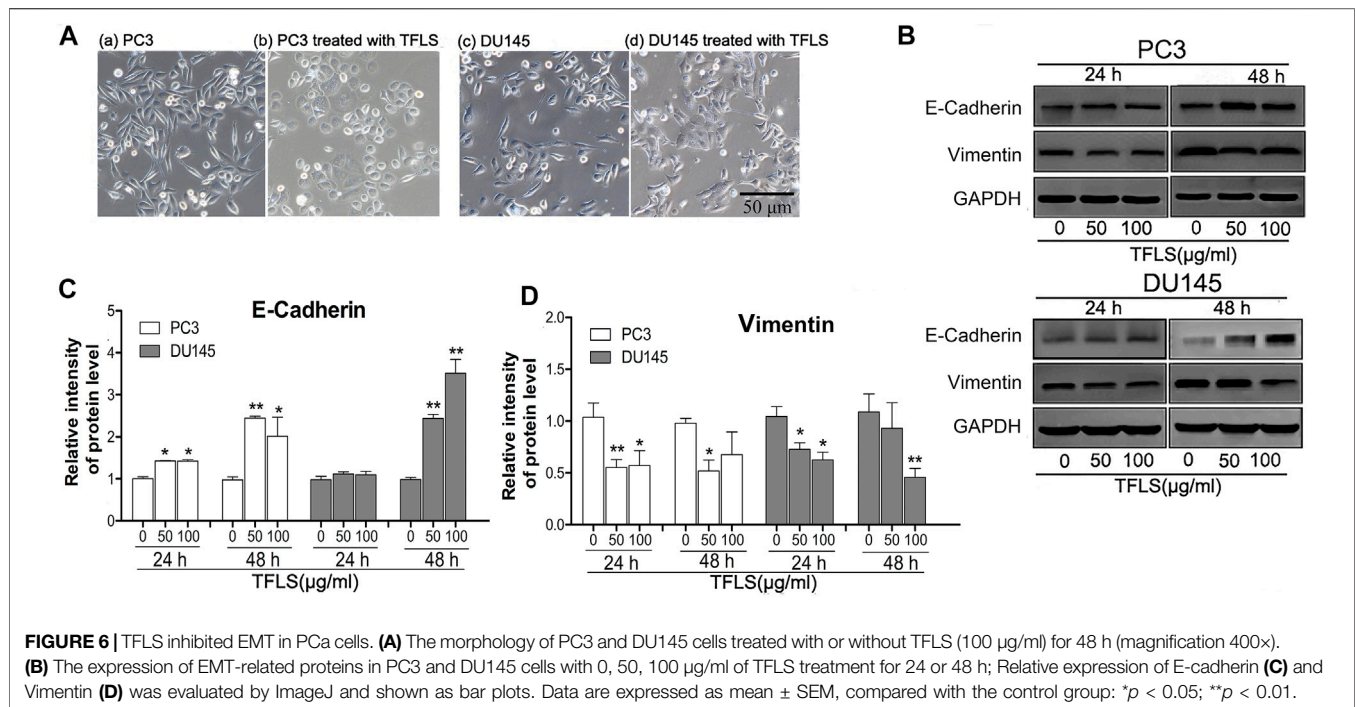 A
(a) PC3
(b) PC3 treated with TFLS
(c) DU145
(d) DU145 treated with TFLS
50 µm
B
PC3
24 h
48 h
E-Cadherin
Vimentin
GAPDH
0 50 100 0 50 100
TFLS(µg/ml)
DU145
24 h
48 h
E-Cadherin
Vimentin
GAPDH
0 50 100 0 50 100
TFLS(µg/ml)
C
E-Cadherin
PC3
DU145
Relative intensity
of protein level
5
4
3
2
1
0
* * ** * ** **
0 50 100 0 50 100 0 50 100 0 50 100
24 h 48 h 24 h 48 h
TFLS(µg/ml)
D
Vimentin
PC3
DU145
Relative intensity
of protein level
2.0
1.5
1.0
0.5
0.0
** * * * * **
0 50 100 0 50 100 0 50 100 0 50 100
24 h 48 h 24 h 48 h
TFLS(µg/ml)
FIGURE 6 | TFLS inhibited EMT in PCa cells. (A) The morphology of PC3 and DU145 cells treated with or without TFLS (100 µg/ml) for 48 h (magnification 400×).
(B) The expression of EMT-related proteins in PC3 and DU145 cells with 0, 50, 100 µg/ml of TFLS treatment for 24 or 48 h; Relative expression of E-cadherin (C) and
Vimentin (D) was evaluated by ImageJ and shown as bar plots. Data are expressed as mean ± SEM, compared with the control group: *p < 0.05; **p < 0.01.